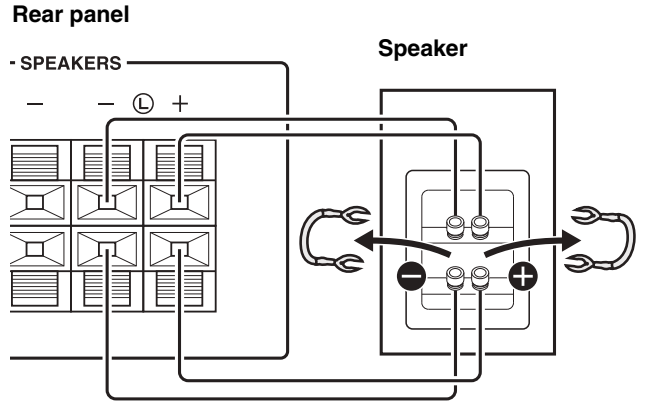 Rear panel
Speaker
SPEAKERS
− − Ⓛ +
− +